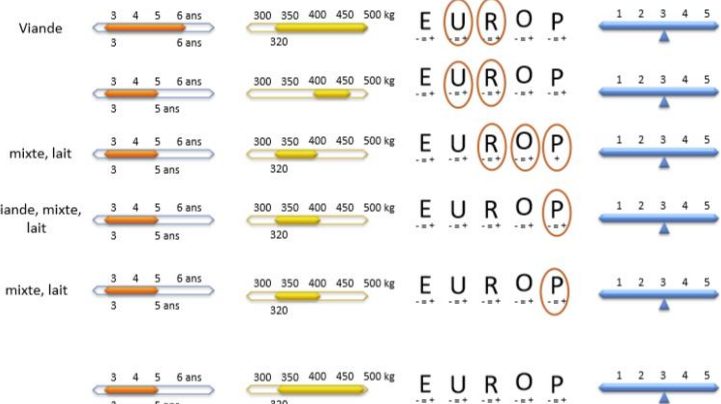 3 4 5 6 ans 300 350 400 450 500 kg E U R O P 1 2 3 4 5
Viande
- = + - = + - = + - = + - = +
3 6 ans 320
3 4 5 6 ans 300 350 400 450 500 kg E U R O P 1 2 3 4 5
- = + - = + - = + - = + - = +
3 5 ans
3 4 5 6 ans 300 350 400 450 500 kg E U R O P 1 2 3 4 5
mixte, lait
- = + - = + - = + - = + +
3 5 ans 320
3 4 5 6 ans 300 350 400 450 500 kg E U R O P 1 2 3 4 5
iande, mixte,
lait
- = + - = + - = + - = + - = +
3 5 ans 320
3 4 5 6 ans 300 350 400 450 500 kg E U R O P 1 2 3 4 5
mixte, lait
- = + - = + - = + - = + - = +
3 5 ans 320
3 4 5 6 ans 300 350 400 450 500 kg E U R O P 1 2 3 4 5
- = + - = + - = + - = + - = +
3 5 ans 320